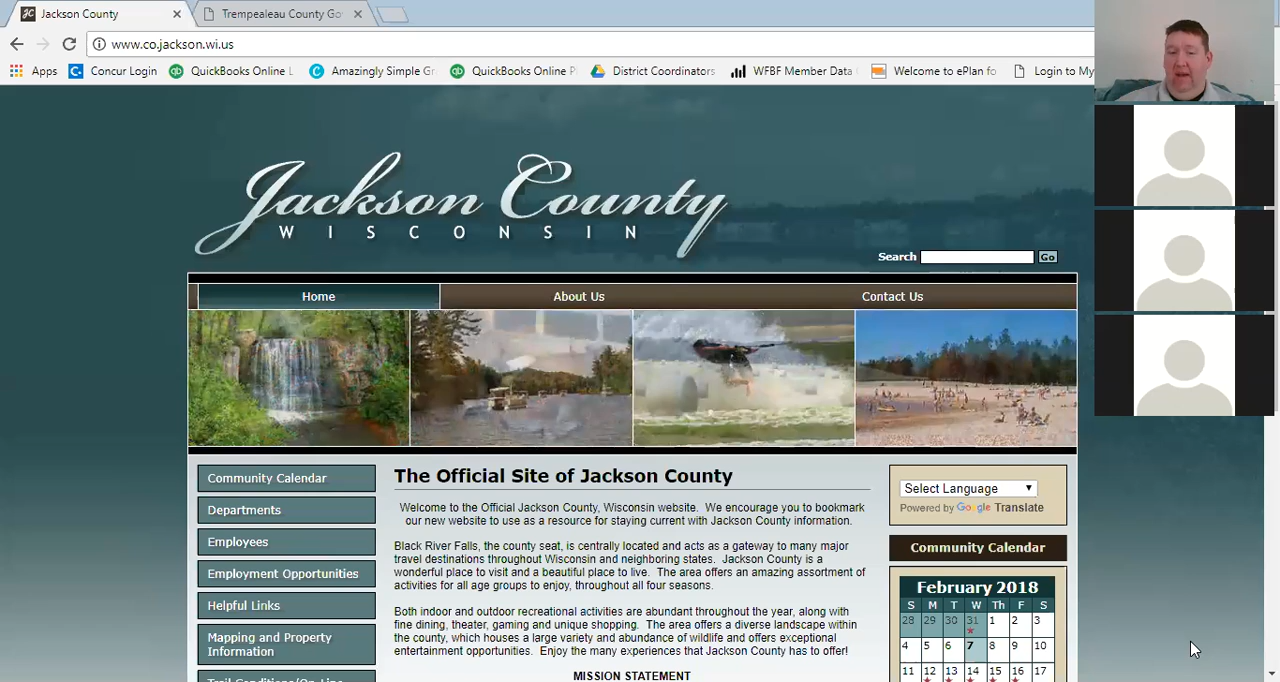 Jackson County
Trempealeau County Go
www.co.jackson.wi.us
Apps
Concur Login
QuickBooks Online L
Amazingly Simple Gr
QuickBooks Online P
District Coordinators
WFBF Member Data
Welcome to ePlan fo
Login to My
Jackson County
WISCONSIN
Search
Go
Home
About Us
Contact Us
Community Calendar
Departments
Employees
Employment Opportunities
Helpful Links
Mapping and Property
Information
Trail Conditions/On-Line
The Official Site of Jackson County
Welcome to the Official Jackson County, Wisconsin website. We encourage you to bookmark
our new website to use as a resource for staying current with Jackson County information.
Black River Falls, the county seat, is centrally located and acts as a gateway to many major
travel destinations throughout Wisconsin and neighboring states. Jackson County is a
wonderful place to visit and a beautiful place to live. The area offers an amazing assortment of
activities for all age groups to enjoy, throughout all four seasons.
Both indoor and outdoor recreational activities are abundant throughout the year, along with
fine dining, theater, gaming and unique shopping. The area offers a diverse landscape within
the county, which houses a large variety and abundance of wildlife and offers exceptional
entertainment opportunities. Enjoy the many experiences that Jackson County has to offer!
MISSION STATEMENT
Select Language
Powered by Google Translate
Community Calendar
February 2018
S M T W Th F S
28 29 30 31 1 2 3
4 5 6 7 8 9 10
11 12 13 14 15 16 17